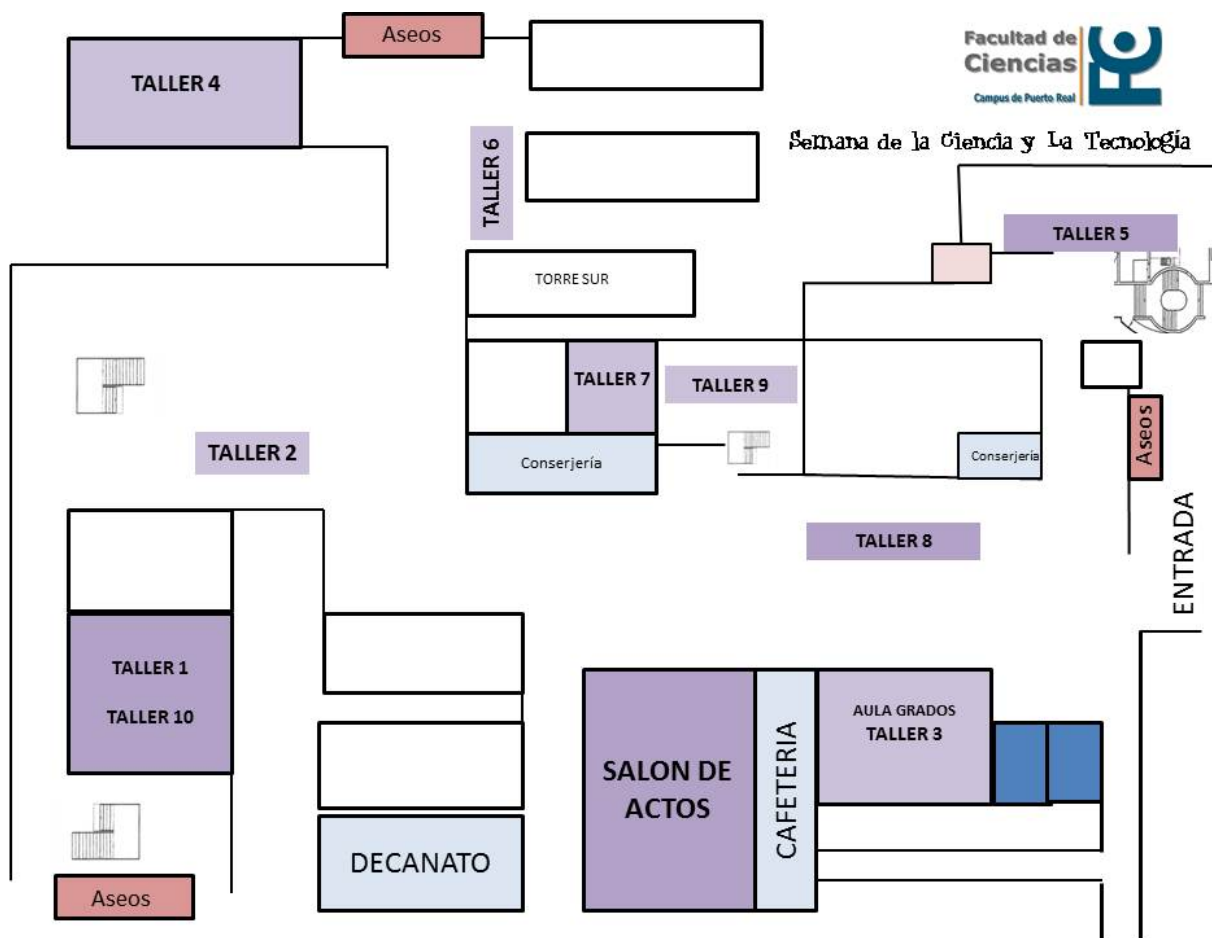 Aseos
Facultad de
Ciencias
Campus de Puerto Real
TALLER 4
Semana de la Ciencia y La Tecnología
TALLER 6
TALLER 5
TORRE SUR
TALLER 7
TALLER 9
TALLER 2
Conserjería
Conserjería
Aseos
TALLER 8
ENTRADA
TALLER 1
TALLER 10
AULA GRADOS
TALLER 3
SALON DE
ACTOS
CAFETERIA
DECANATO
Aseos